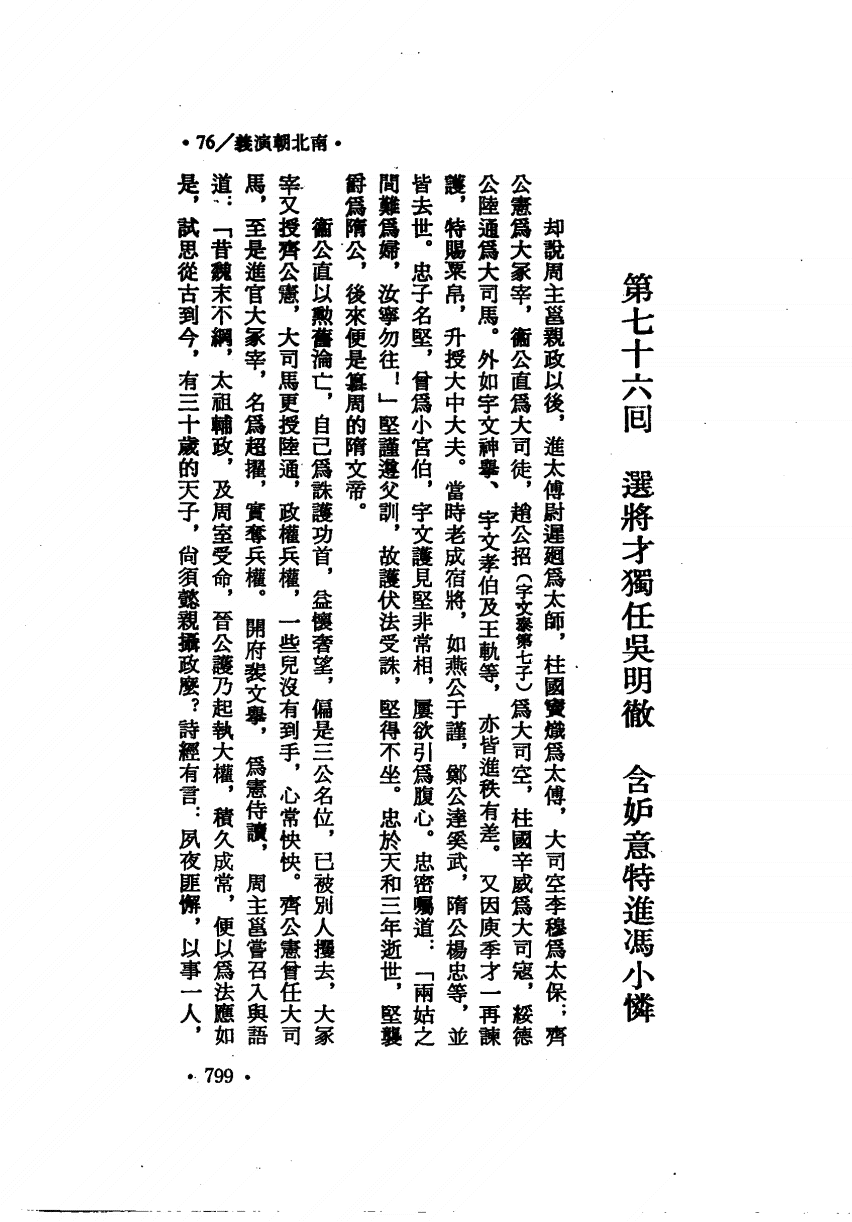 •76／義演朝北南•
第七十六回　選將才獨任吳明徹　含妒意特進馮小憐
却說周主邕親政以後，進太傅尉遲迥爲太師，柱國竇熾爲太傅，大司空李穆爲太保；齊
公憲爲大冢宰，衞公直爲大司徒，趙公招（宇文泰第七子）爲大司空，柱國辛威爲大司寇，綏德
公陸通爲大司馬。外如宇文神舉、宇文孝伯及王軌等，亦皆進秩有差。又因庾季才一再諫
護，特賜粟帛，升授大中大夫。當時老成宿將，如燕公于謹，鄭公達奚武，隋公楊忠等，並
皆去世。忠子名堅，曾爲小宮伯，宇文護見堅非常相，屢欲引爲腹心。忠密囑道：「兩姑之
間難爲婦，汝寧勿往！」堅謹遵父訓，故護伏法受誅，堅得不坐。忠於天和三年逝世，堅襲
爵爲隋公，後來便是篡周的隋文帝。
衞公直以勲舊淪亡，自己爲誅護功首，益懷奢望，偏是三公名位，已被別人攫去，大冢
宰又授齊公憲，大司馬更授陸通，政權兵權，一些兒沒有到手，心常怏怏。齊公憲曾任大司
馬，至是進官大冢宰，名爲超擢，實奪兵權。開府裴文舉，爲憲侍讀，周主邕嘗召入與語
道：「昔魏末不綱，太祖輔政，及周室受命，晉公護乃起執大權，積久成常，便以爲法應如
是，試思從古到今，有三十歲的天子，尙須懿親攝政麽？詩經有言：夙夜匪懈，以事一人，
•799•